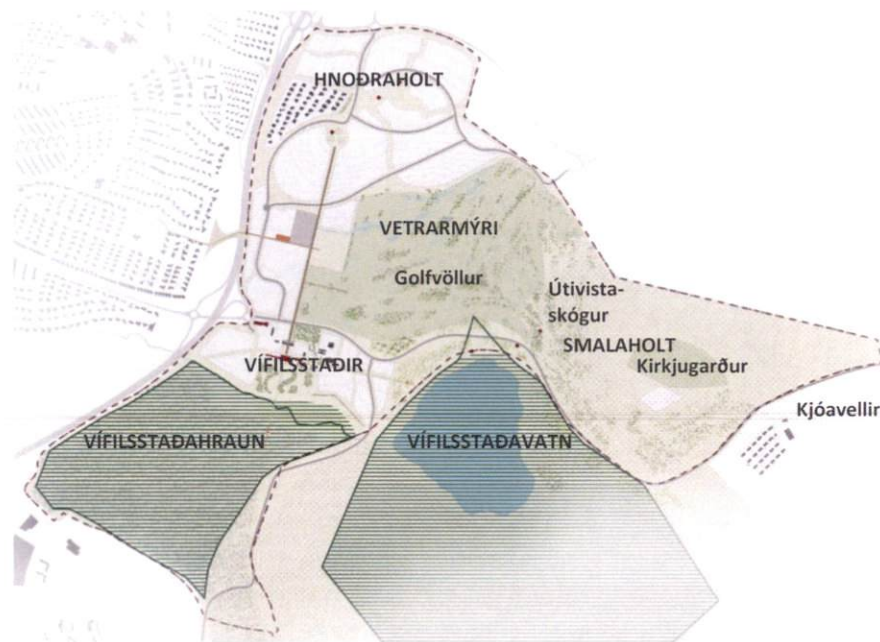 HNOÐRAHOLT
VETRARMÝRI
Golfvöllur
Útivista-
skógur
SMALAHOLT
Kirkjugarður
VÍFILSSTAÐIR
Kjóavellir
VÍFILSSTAÐAHRAUN
VÍFILSSTAÐAVATN